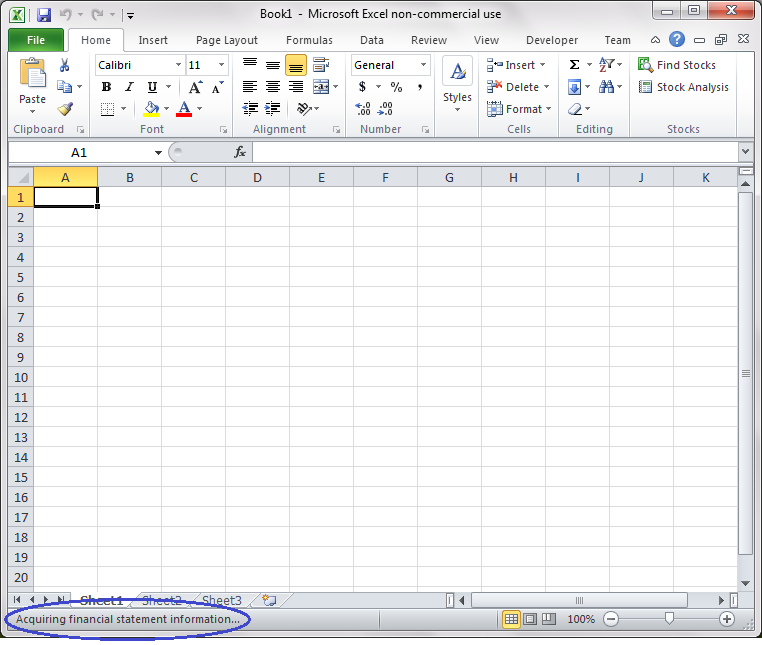 Book1 - Microsoft Excel non-commercial use
File Home Insert Page Layout Formulas Data Review View Developer Team
Calibri 11 General Insert Σ Find Stocks
Paste B I U A A $ % , Styles Delete Stock Analysis
A Format
Clipboard Font Alignment Number Cells Editing Stocks
A1 fx
A B C D E F G H I J K
1
2
3
4
5
6
7
8
9
10
11
12
13
14
15
16
17
18
19
20
Sheet1 Sheet2 Sheet3
Acquiring financial statement information... 100%